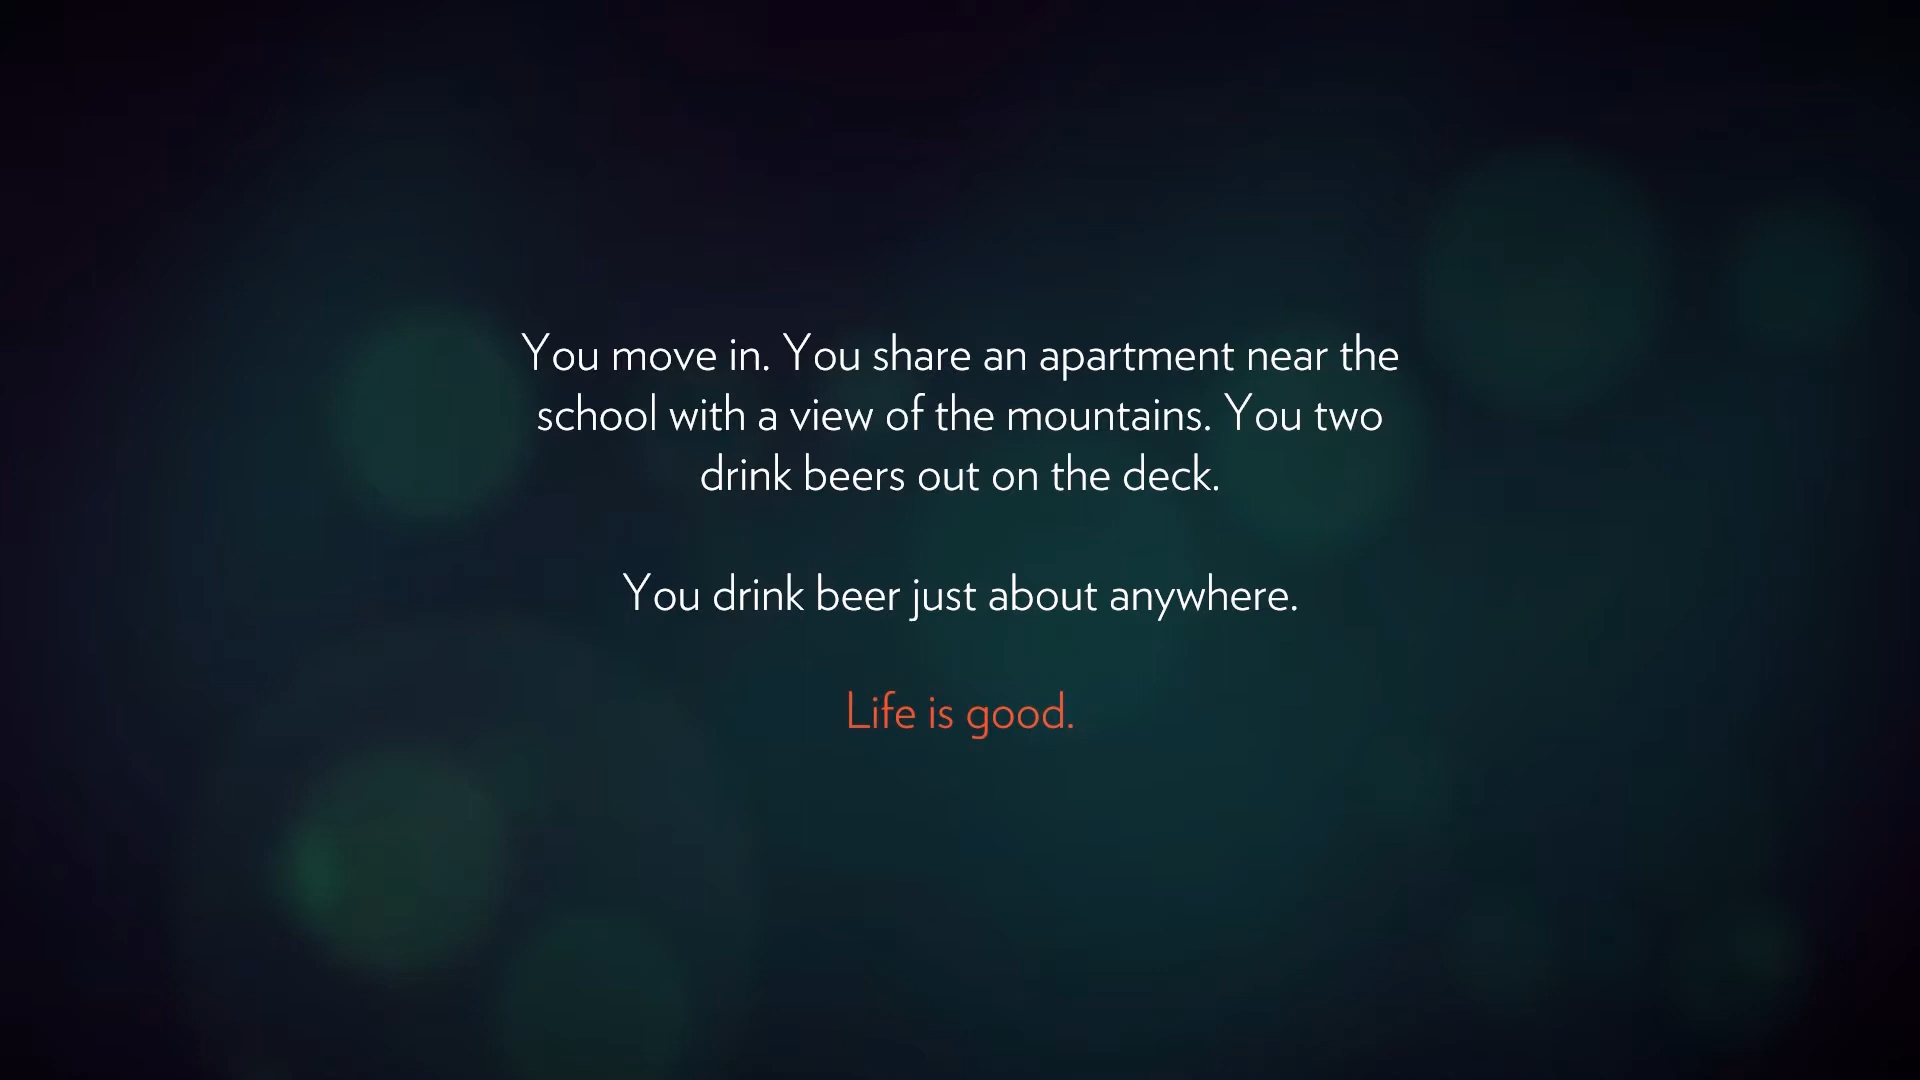 You move in. You share an apartment near the
school with a view of the mountains. You two
drink beers out on the deck.
You drink beer just about anywhere.
Life is good.